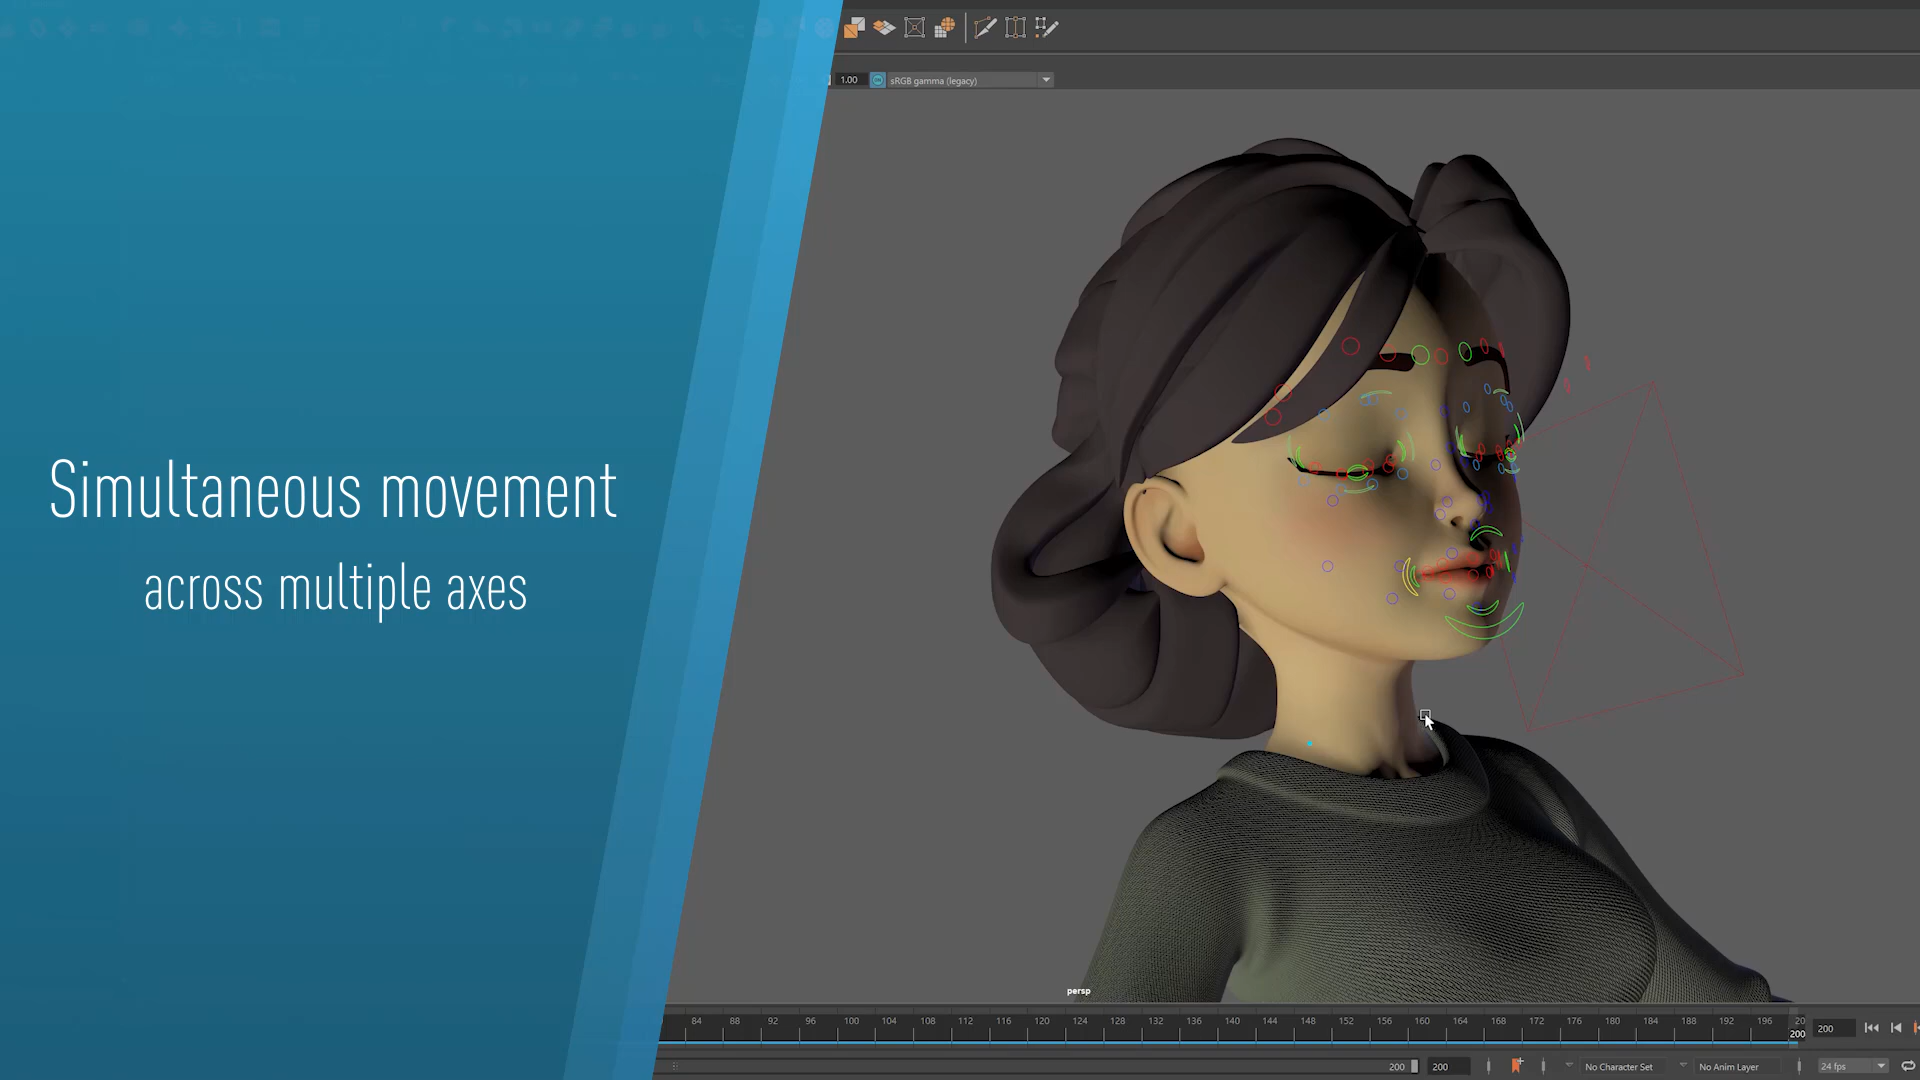 1.00 sRGB gamma (legacy)
Simultaneous movement
across multiple axes
persp
84 88 92 96 100 104 108 112 116 120 124 128 132 136 140 144 148 152 156 160 164 168 172 176 180 184 188 192 196 20
200
200
200 200 No Character Set No Anim Layer 24 fps